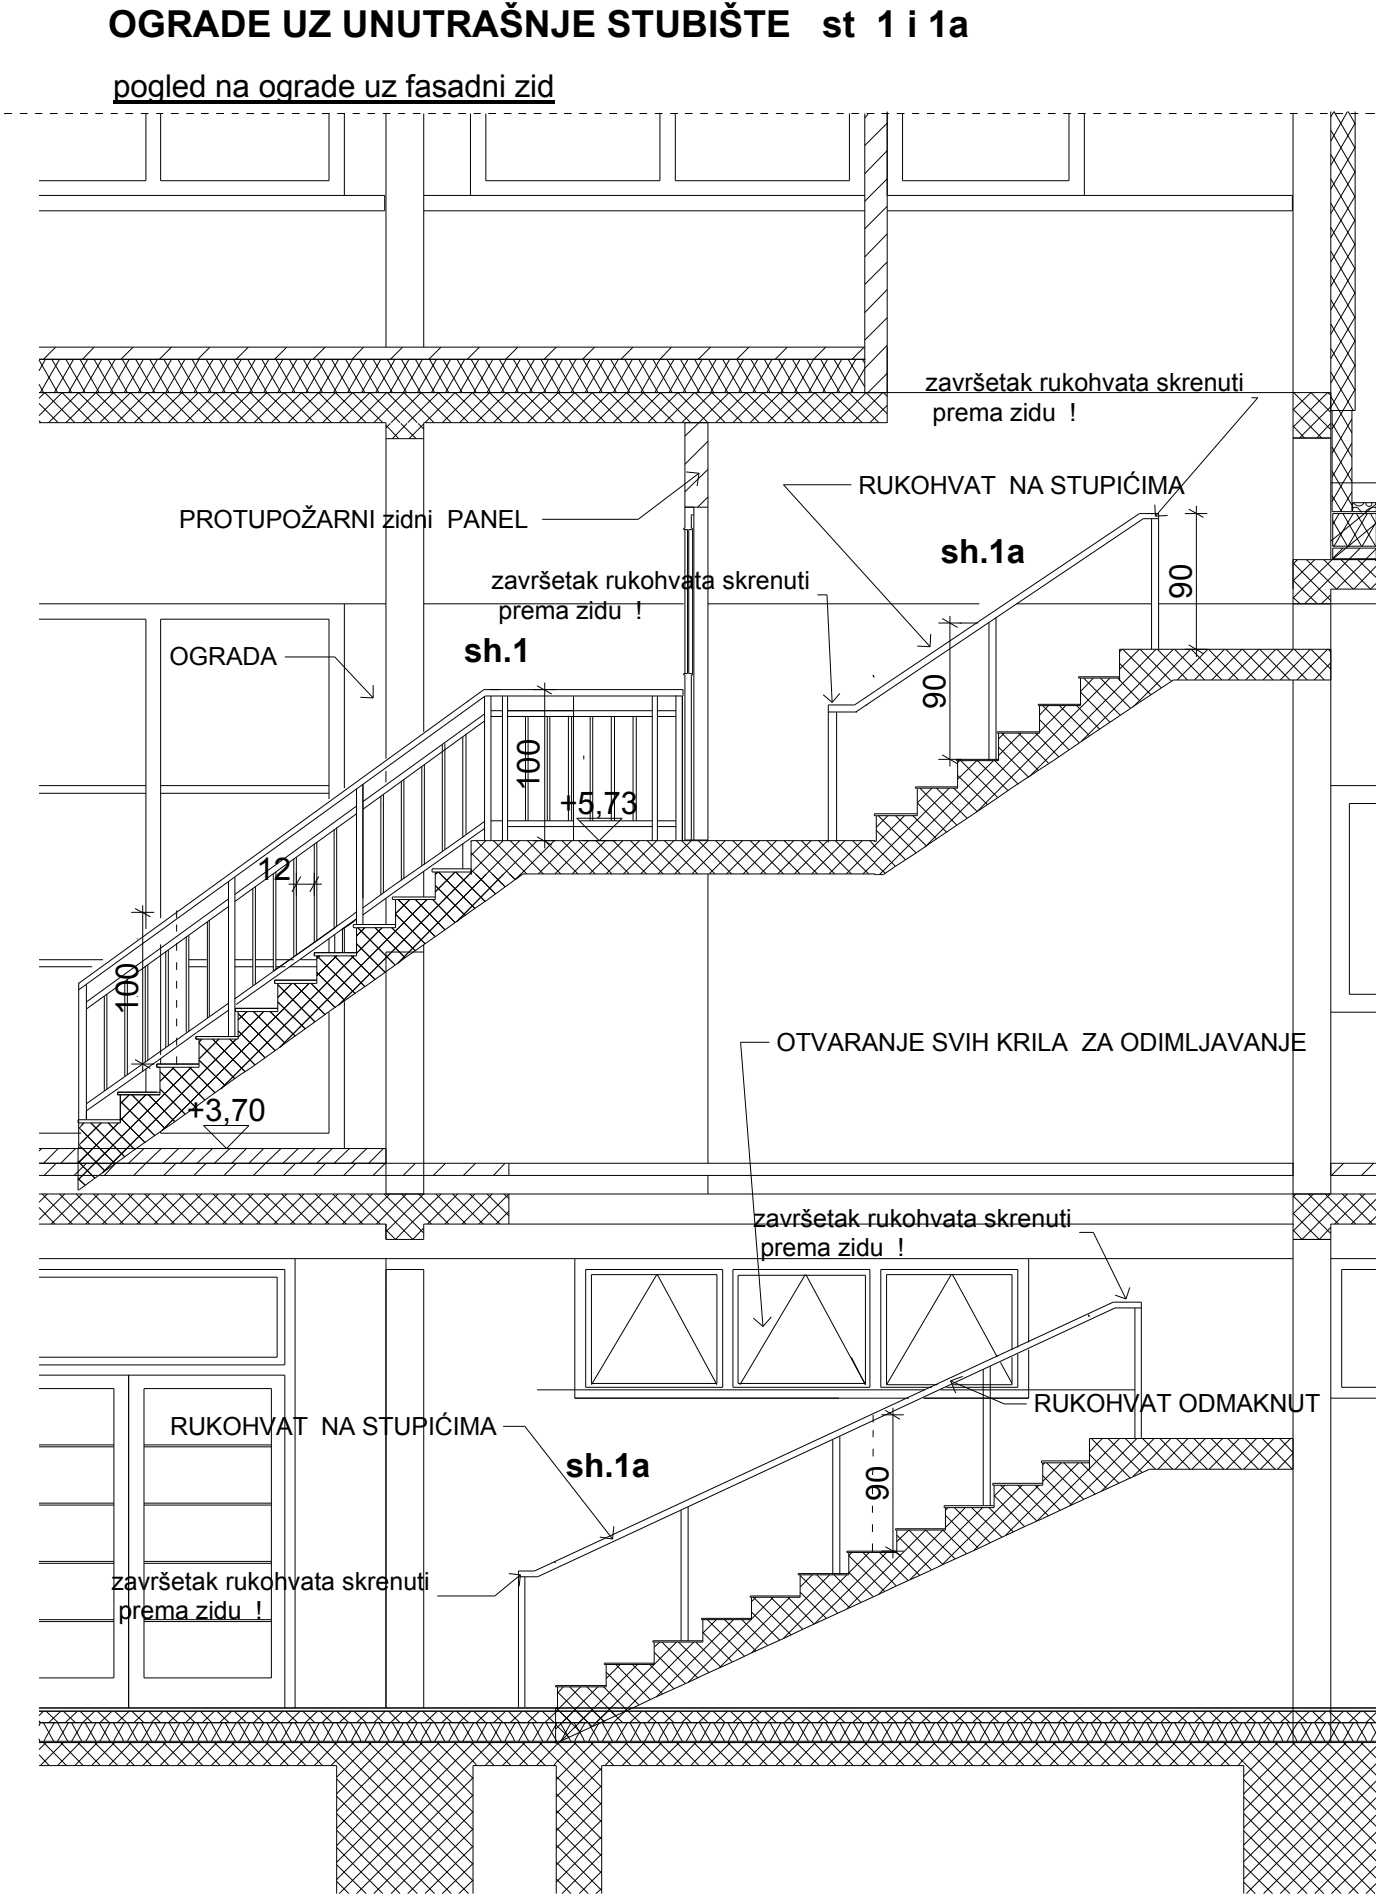 OGRADE UZ UNUTRAŠNJE STUBIŠTE st 1 i 1a
pogled na ograde uz fasadni zid
završetak rukohvata skrenuti
prema zidu !
RUKOHVAT NA STUPIĆIMA
PROTUPOŽARNI zidni PANEL
sh.1a
završetak rukohvata skrenuti
prema zidu !
90
sh.1
OGRADA
90
100
+5,73
12
100
OTVARANJE SVIH KRILA ZA ODIMLJAVANJE
+3,70
završetak rukohvata skrenuti
prema zidu !
RUKOHVAT ODMAKNUT
RUKOHVAT NA STUPIĆIMA
sh.1a
90
završetak rukohvata skrenuti
prema zidu !